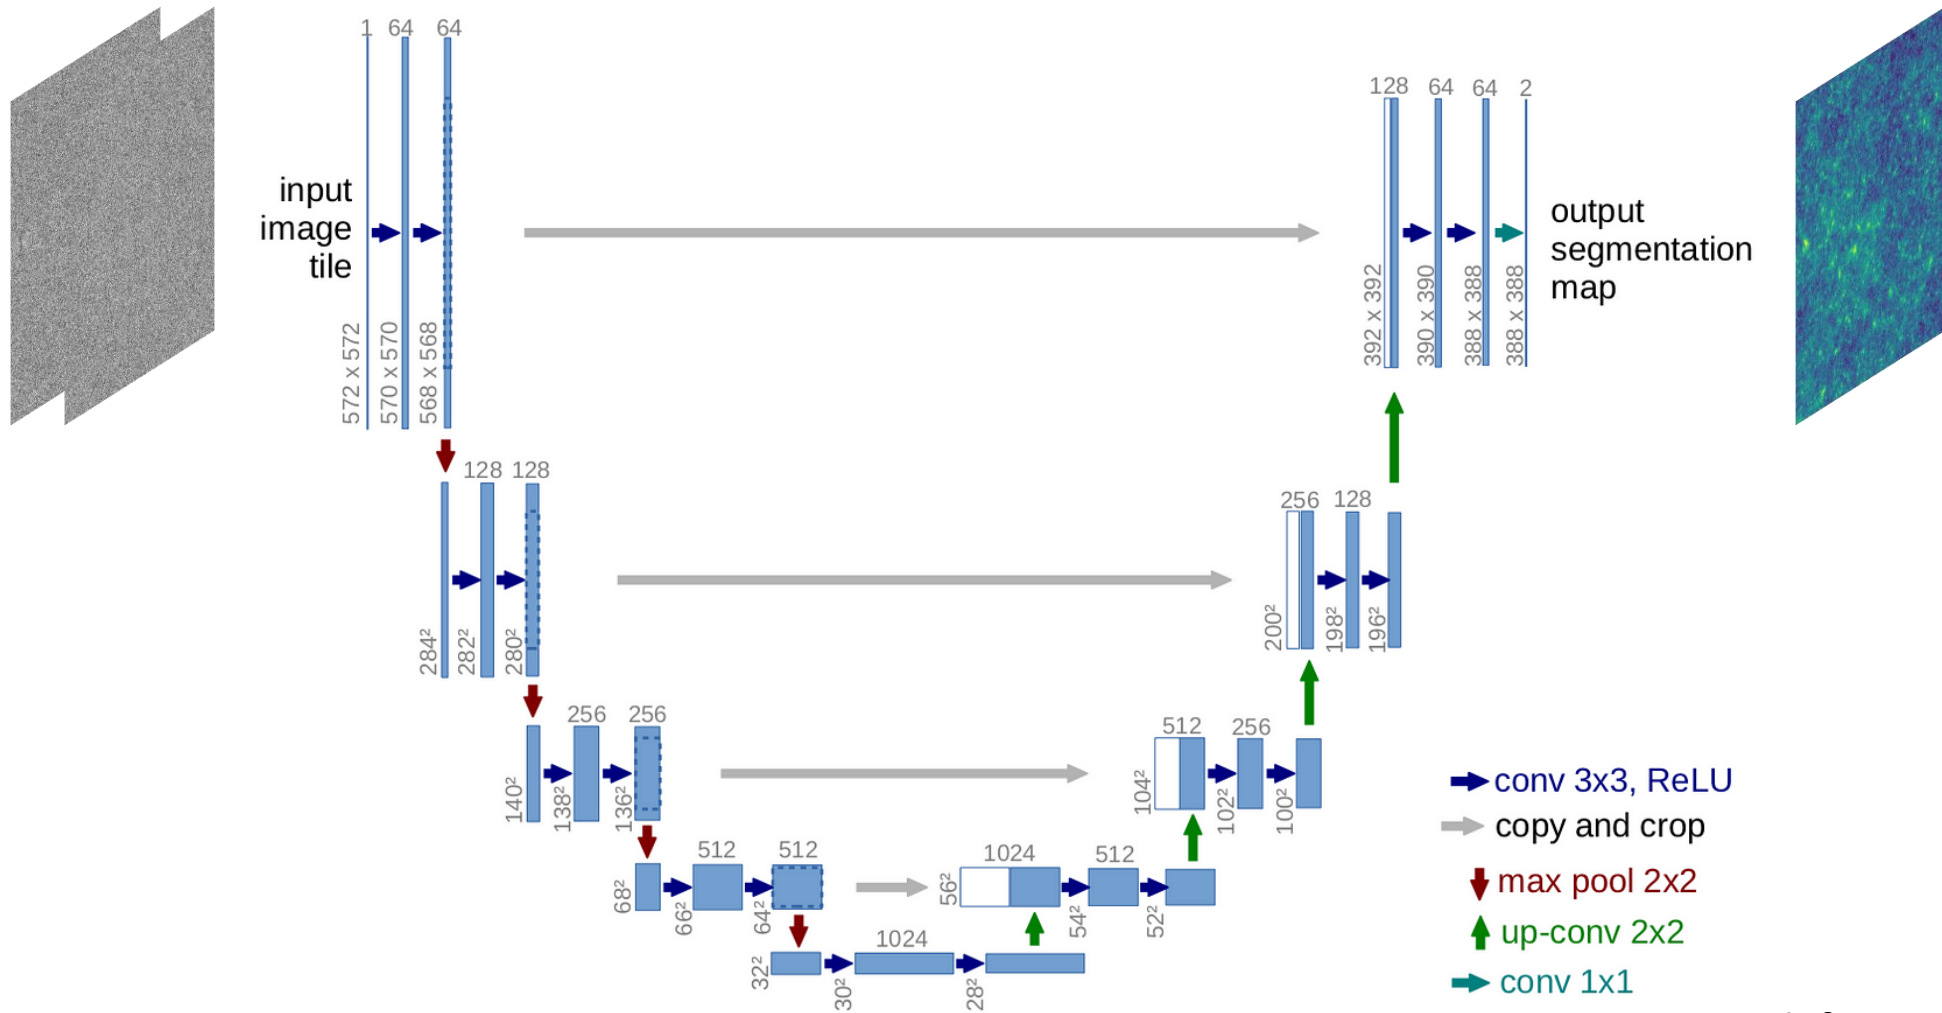 1 64 64
128 64 64 2
input
image
tile
output
segmentation
map
572 x 572
570 x 570
568 x 568
392 x 392
390 x 390
388 x 388
388 x 388
128 128
256 128
284²
282²
280²
200²
198²
196²
256 256
512 256
140²
138²
136²
104²
102²
100²
512 512
1024 512
68²
66²
64²
56²
54²
52²
1024
32²
30²
28²
conv 3x3, ReLU
copy and crop
max pool 2x2
up-conv 2x2
conv 1x1